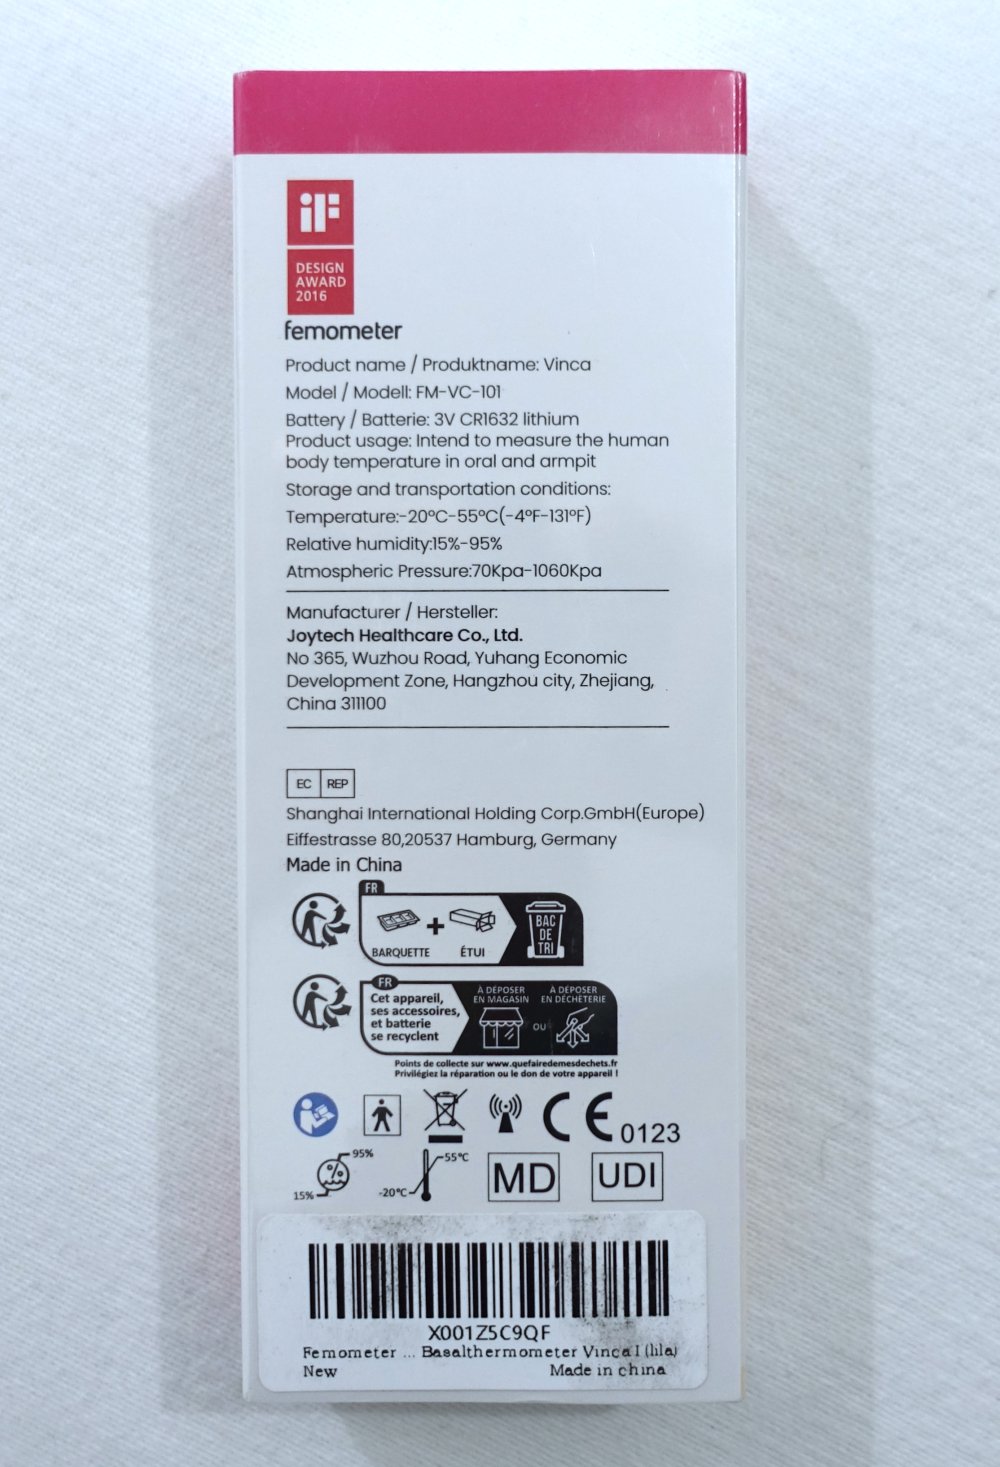 iF
DESIGN
AWARD
2016
femometer
Product name / Produktname: Vinca
Model / Modell: FM-VC-101
Battery / Batterie: 3V CR1632 lithium
Product usage: Intend to measure the human
body temperature in oral and armpit
Storage and transportation conditions:
Temperature:-20°C-55°C(-4°F-131°F)
Relative humidity:15%-95%
Atmospheric Pressure:70Kpa-1060Kpa
Manufacturer / Hersteller:
Joytech Healthcare Co., Ltd.
No 365, Wuzhou Road, Yuhang Economic
Development Zone, Hangzhou city, Zhejiang,
China 311100
EC REP
Shanghai International Holding Corp.GmbH(Europe)
Eiffestrasse 80,20537 Hamburg, Germany
Made in China
FR
BARQUETTE + ÉTUI
BAC
DE
TRI
FR
Cet appareil,
ses accessoires,
et batterie
se recyclent
À DÉPOSER
EN MAGASIN
OU
À DÉPOSER
EN DÉCHÈTERIE
Points de collecte sur www.quefairedemesdechets.fr
Privilégiez la réparation ou le don de votre appareil !
CE 0123
15% % 95%
-20°C 55°C
MD
UDI
X001Z5C9QF
Femometer ... Basalthermometer Vinca I (lila)
New Made in china